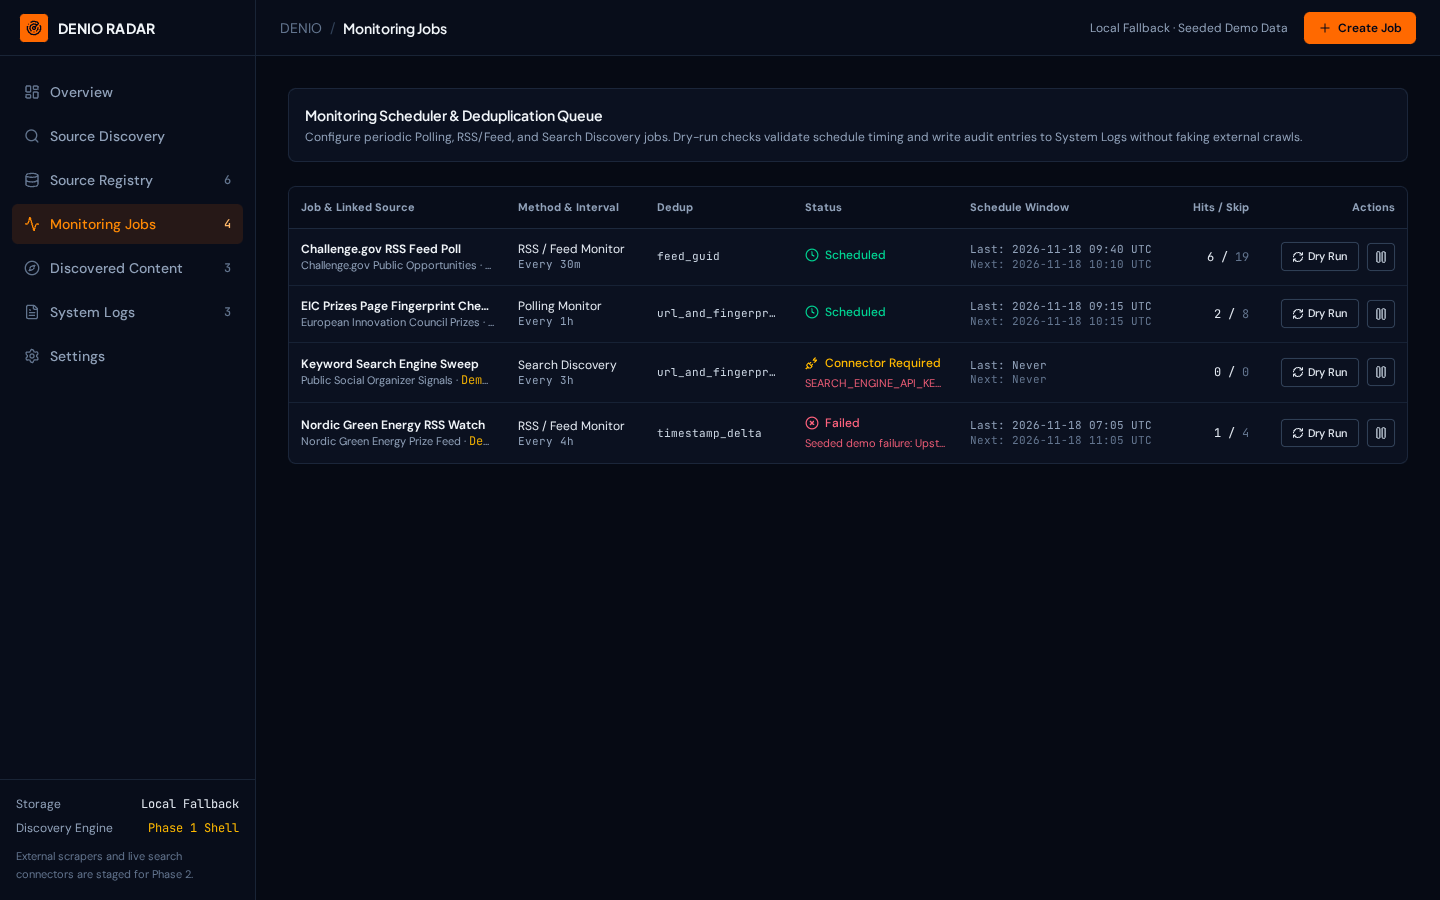 DENIO RADAR
DENIO / Monitoring Jobs
Local Fallback · Seeded Demo Data
Create Job
Overview
Source Discovery
Source Registry 6
Monitoring Jobs 4
Discovered Content 3
System Logs 3
Settings
Monitoring Scheduler & Deduplication Queue
Configure periodic Polling, RSS/Feed, and Search Discovery jobs. Dry-run checks validate schedule timing and write audit entries to System Logs without faking external crawls.
Job & Linked Source Method & Interval Dedup Status Schedule Window Hits / Skip Actions
Challenge.gov RSS Feed Poll
Challenge.gov Public Opportunities · …
RSS / Feed Monitor
Every 30m
feed_guid
Scheduled
Last: 2026-11-18 09:40 UTC
Next: 2026-11-18 10:10 UTC
6 / 19
Dry Run
EIC Prizes Page Fingerprint Che…
European Innovation Council Prizes · …
Polling Monitor
Every 1h
url_and_fingerpr…
Scheduled
Last: 2026-11-18 09:15 UTC
Next: 2026-11-18 10:15 UTC
2 / 8
Dry Run
Keyword Search Engine Sweep
Public Social Organizer Signals · Dem…
Search Discovery
Every 3h
url_and_fingerpr…
Connector Required
SEARCH_ENGINE_API_KE…
Last: Never
Next: Never
0 / 0
Dry Run
Nordic Green Energy RSS Watch
Nordic Green Energy Prize Feed · De…
RSS / Feed Monitor
Every 4h
timestamp_delta
Failed
Seeded demo failure: Upst…
Last: 2026-11-18 07:05 UTC
Next: 2026-11-18 11:05 UTC
1 / 4
Dry Run
Storage Local Fallback
Discovery Engine Phase 1 Shell
External scrapers and live search
connectors are staged for Phase 2.